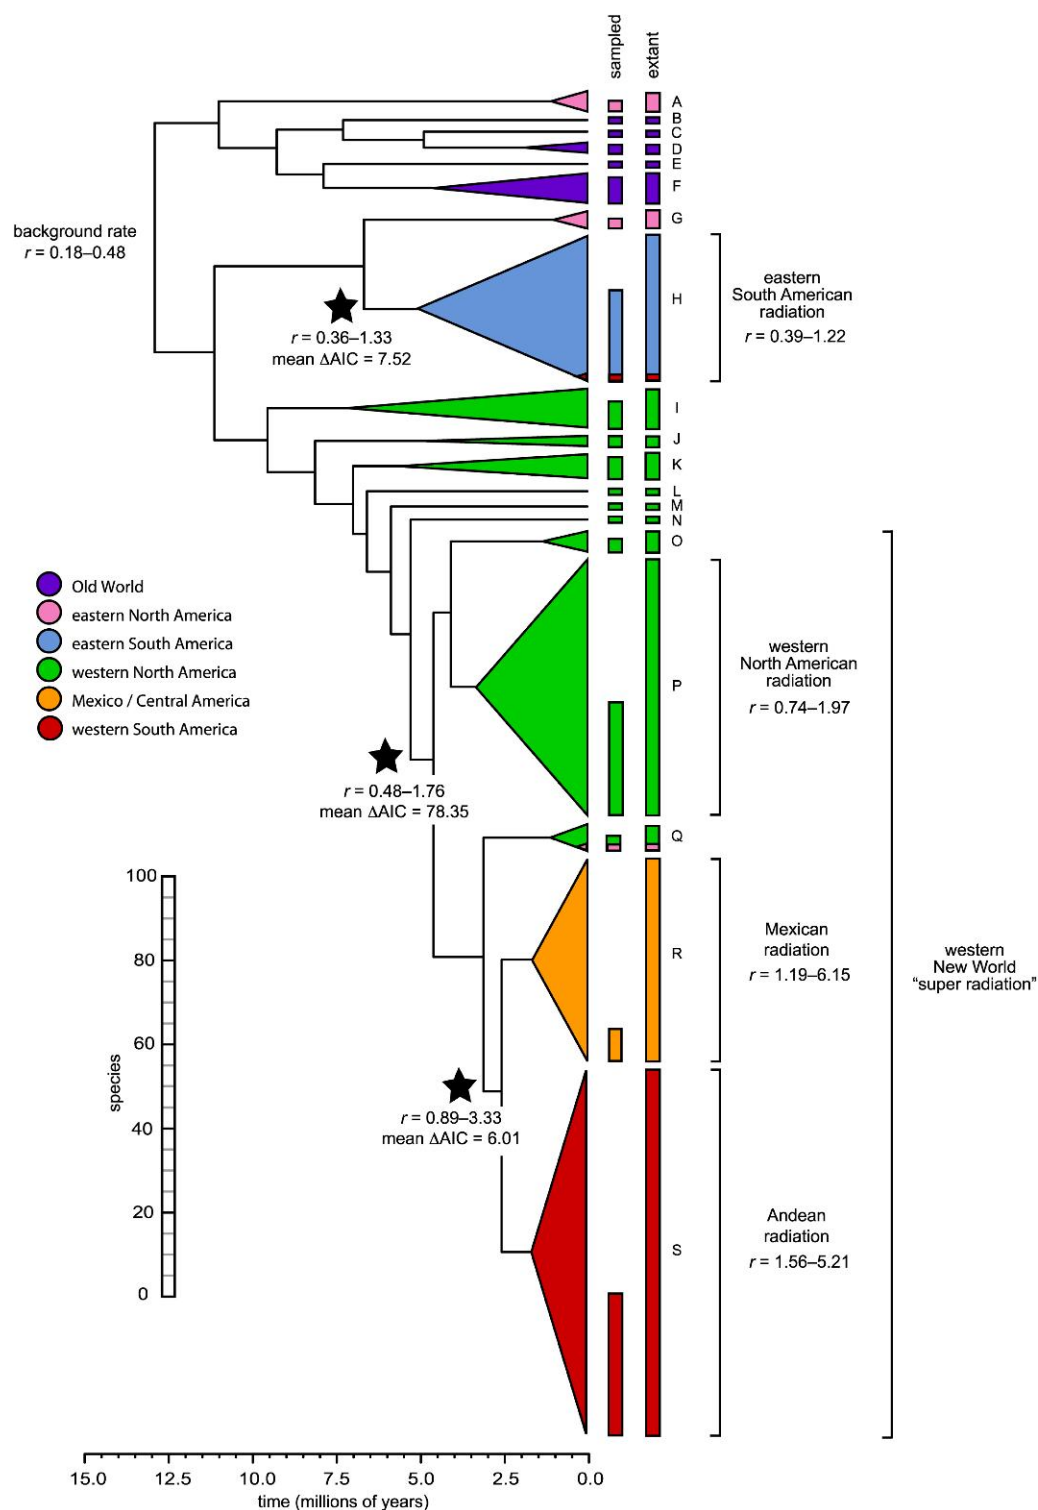 sampled
extant
A
B
C
D
E
F
G
H
I
J
K
L
M
N
O
P
Q
R
S
background rate
r = 0.18–0.48
r = 0.36–1.33
mean ΔAIC = 7.52
eastern
South American
radiation
r = 0.39–1.22
Old World
eastern North America
eastern South America
western North America
Mexico / Central America
western South America
western
North American
radiation
r = 0.74–1.97
r = 0.48–1.76
mean ΔAIC = 78.35
Mexican
radiation
r = 1.19–6.15
western
New World
“super radiation”
r = 0.89–3.33
mean ΔAIC = 6.01
Andean
radiation
r = 1.56–5.21
100
80
60
40
20
0
species
15.0 12.5 10.0 7.5 5.0 2.5 0.0
time (millions of years)